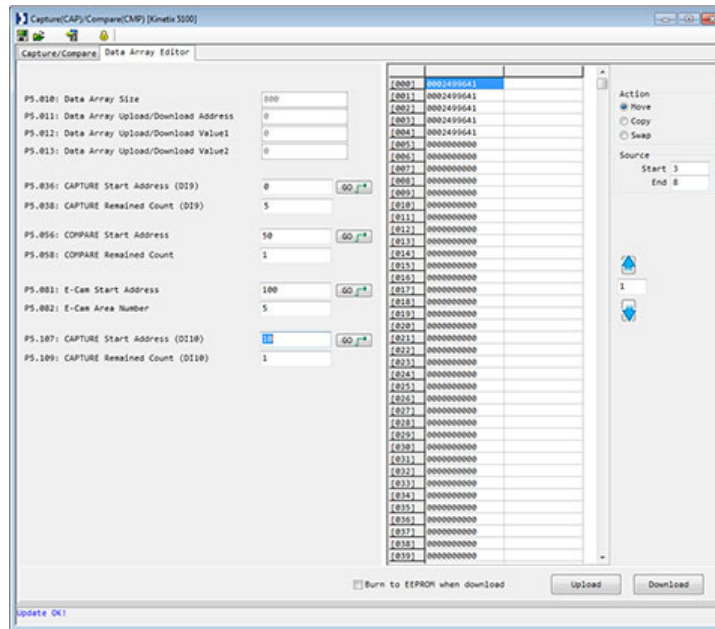 Capture(CAP)/Compare(CMP) [Kinetix 5100]
Capture/Compare Data Array Editor
P5.010: Data Array Size 800
P5.011: Data Array Upload/Download Address 0
P5.012: Data Array Upload/Download Value1 0
P5.013: Data Array Upload/Download Value2 0
P5.036: CAPTURE Start Address (DI9) 0 GO
P5.038: CAPTURE Remained Count (DI9) 5
P5.056: COMPARE Start Address 50 GO
P5.058: COMPARE Remained Count 1
P5.081: E-Cam Start Address 100 GO
P5.082: E-Cam Area Number 5
P5.107: CAPTURE Start Address (DI10) 10 GO
P5.109: CAPTURE Remained Count (DI10) 1
[000] 0002499641
[001] 0002499641
[002] 0002499641
[003] 0002499641
[004] 0002499641
[005] 0000000000
[006] 0000000000
[007] 0000000000
[008] 0000000000
[009] 0000000000
[010] 0000000000
[011] 0000000000
[012] 0000000000
[013] 0000000000
[014] 0000000000
[015] 0000000000
[016] 0000000000
[017] 0000000000
[018] 0000000000
[019] 0000000000
[020] 0000000000
[021] 0000000000
[022] 0000000000
[023] 0000000000
[024] 0000000000
[025] 0000000000
[026] 0000000000
[027] 0000000000
[028] 0000000000
[029] 0000000000
[030] 0000000000
[031] 0000000000
[032] 0000000000
[033] 0000000000
[034] 0000000000
[035] 0000000000
[036] 0000000000
[037] 0000000000
[038] 0000000000
[039] 0000000000
Action
Move
Copy
Swap
Source
Start 3
End 8
1
Burn to EEPROM when download Upload Download
Update OK!